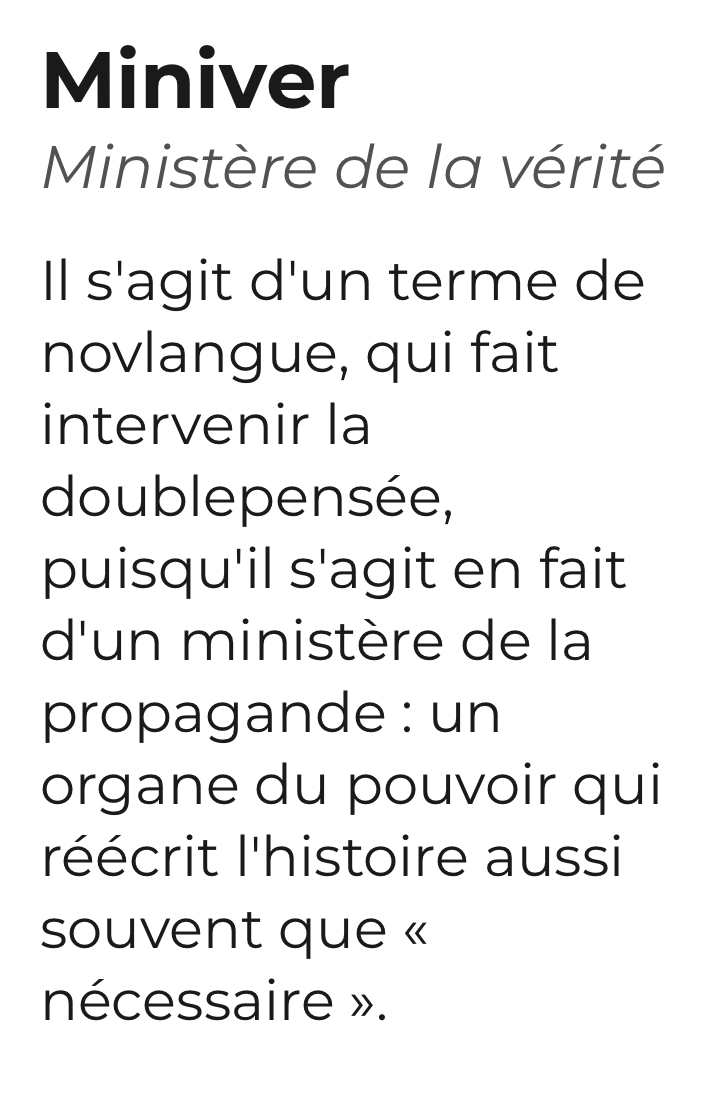 Miniver
Ministère de la vérité
Il s'agit d'un terme de
novlangue, qui fait
intervenir la
doublepensée,
puisqu'il s'agit en fait
d'un ministère de la
propagande : un
organe du pouvoir qui
réécrit l'histoire aussi
souvent que «
nécessaire ».